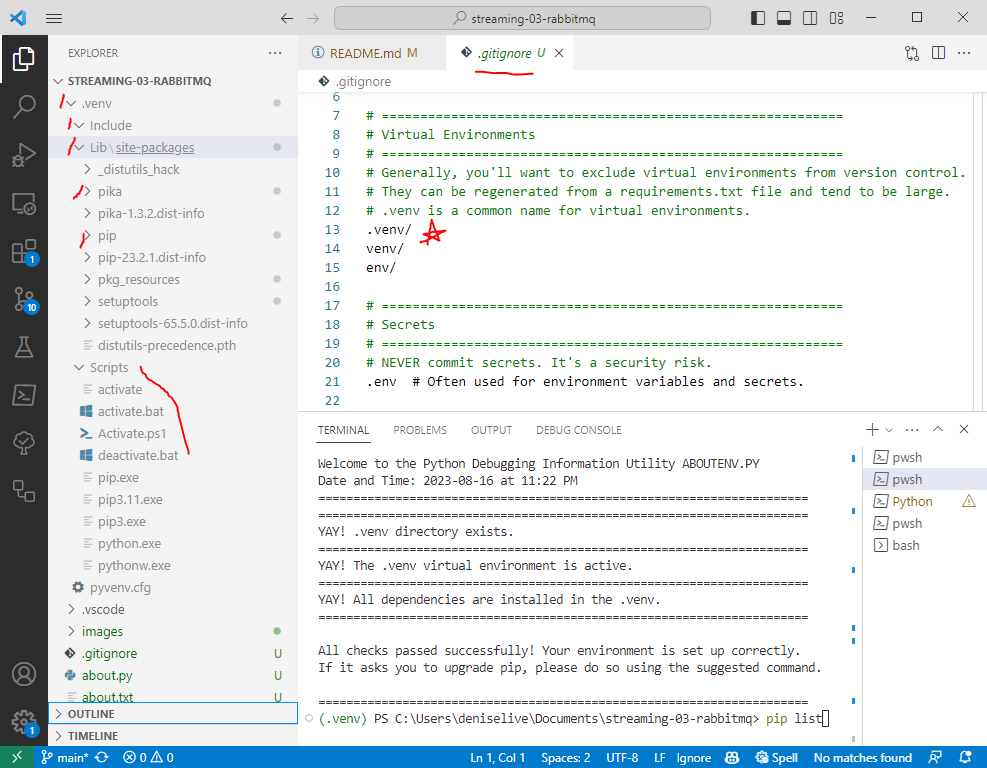 streaming-03-rabbitmq
EXPLORER
STREAMING-03-RABBITMQ
.venv
Include
Lib \ site-packages
_distutils_hack
pika
pika-1.3.2.dist-info
pip
pip-23.2.1.dist-info
pkg_resources
setuptools
setuptools-65.5.0.dist-info
distutils-precedence.pth
Scripts
activate
activate.bat
Activate.ps1
deactivate.bat
pip.exe
pip3.11.exe
pip3.exe
python.exe
pythonw.exe
pyvenv.cfg
.vscode
images
.gitignore U
about.py U
about.txt U
OUTLINE
TIMELINE
1
10
1
README.md M
.gitignore U
.gitignore
6
7 # ============================================================
8 # Virtual Environments
9 # ============================================================
10 # Generally, you'll want to exclude virtual environments from version control.
11 # They can be regenerated from a requirements.txt file and tend to be large.
12 # .venv is a common name for virtual environments.
13 .venv/
14 venv/
15 env/
16
17 # ============================================================
18 # Secrets
19 # ============================================================
20 # NEVER commit secrets. It's a security risk.
21 .env  # Often used for environment variables and secrets.
22
TERMINAL PROBLEMS OUTPUT DEBUG CONSOLE
Welcome to the Python Debugging Information Utility ABOUTENV.PY
Date and Time: 2023-08-16 at 11:22 PM
======================================================================
======================================================================
YAY! .venv directory exists.
======================================================================
YAY! The .venv virtual environment is active.
======================================================================
YAY! All dependencies are installed in the .venv.
======================================================================
All checks passed successfully! Your environment is set up correctly.
If it asks you to upgrade pip, please do so using the suggested command.
======================================================================
(.venv) PS C:\Users\deniselive\Documents\streaming-03-rabbitmq> pip list
pwsh
pwsh
Python
pwsh
bash
main* 0 0 Ln 1, Col 1 Spaces: 2 UTF-8 LF Ignore Spell No matches found